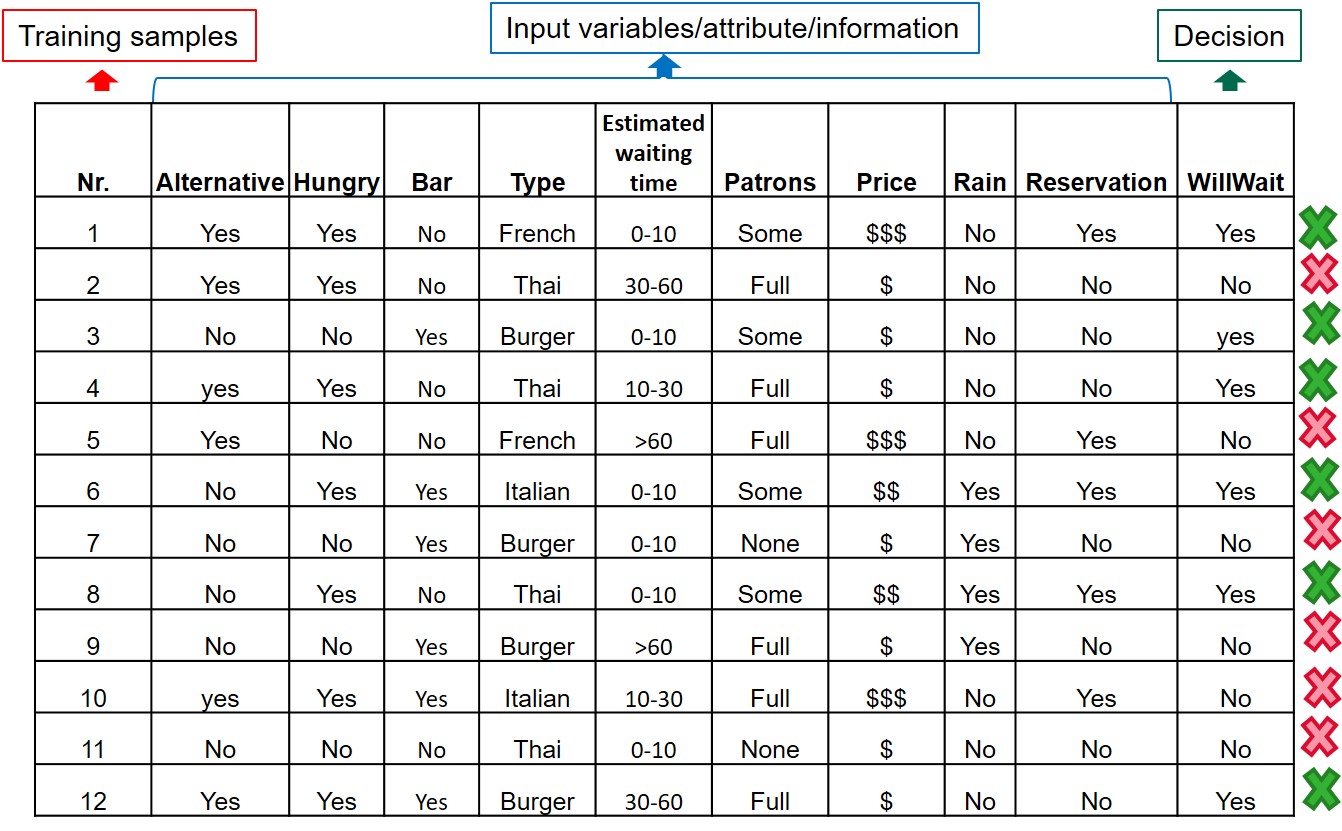 Training samples
Input variables/attribute/information
Decision
Nr. Alternative Hungry Bar Type Estimated waiting time Patrons Price Rain Reservation WillWait
1 Yes Yes No French 0-10 Some $$$ No Yes Yes
2 Yes Yes No Thai 30-60 Full $ No No No
3 No No Yes Burger 0-10 Some $ No No yes
4 yes Yes No Thai 10-30 Full $ No No Yes
5 Yes No No French >60 Full $$$ No Yes No
6 No Yes Yes Italian 0-10 Some $$ Yes Yes Yes
7 No No Yes Burger 0-10 None $ Yes No No
8 No Yes No Thai 0-10 Some $$ Yes Yes Yes
9 No No Yes Burger >60 Full $ Yes No No
10 yes Yes Yes Italian 10-30 Full $$$ No Yes No
11 No No No Thai 0-10 None $ No No No
12 Yes Yes Yes Burger 30-60 Full $ No No Yes